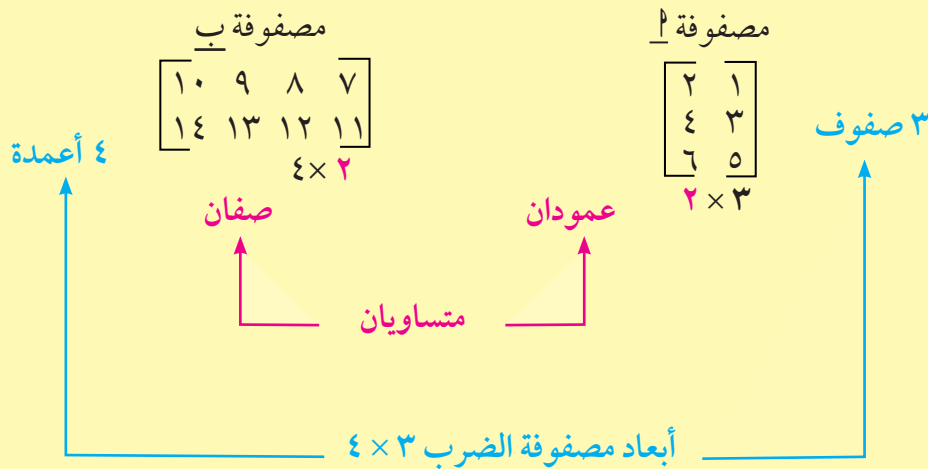 مصفوفة أ
مصفوفة ب
١ ٢
٣ ٤
٥ ٦
٣ × ٢
٧ ٨ ٩ ١٠
١١ ١٢ ١٣ ١٤
٢ × ٤
٣ صفوف
٤ أعمدة
عمودان
صفان
متساويان
أبعاد مصفوفة الضرب ٣ × ٤